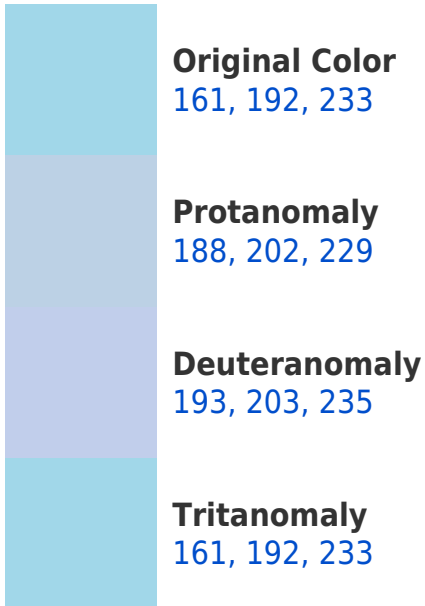 Original Color
161, 192, 233
Protanomaly
188, 202, 229
Deuteranomaly
193, 203, 235
Tritanomaly
161, 192, 233